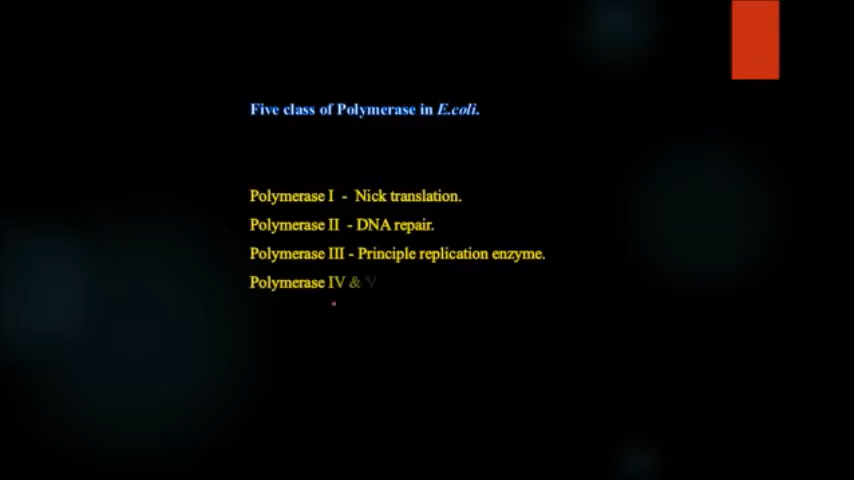 Five class of Polymerase in E.coli.
Polymerase I - Nick translation.
Polymerase II - DNA repair.
Polymerase III - Principle replication enzyme.
Polymerase IV & V